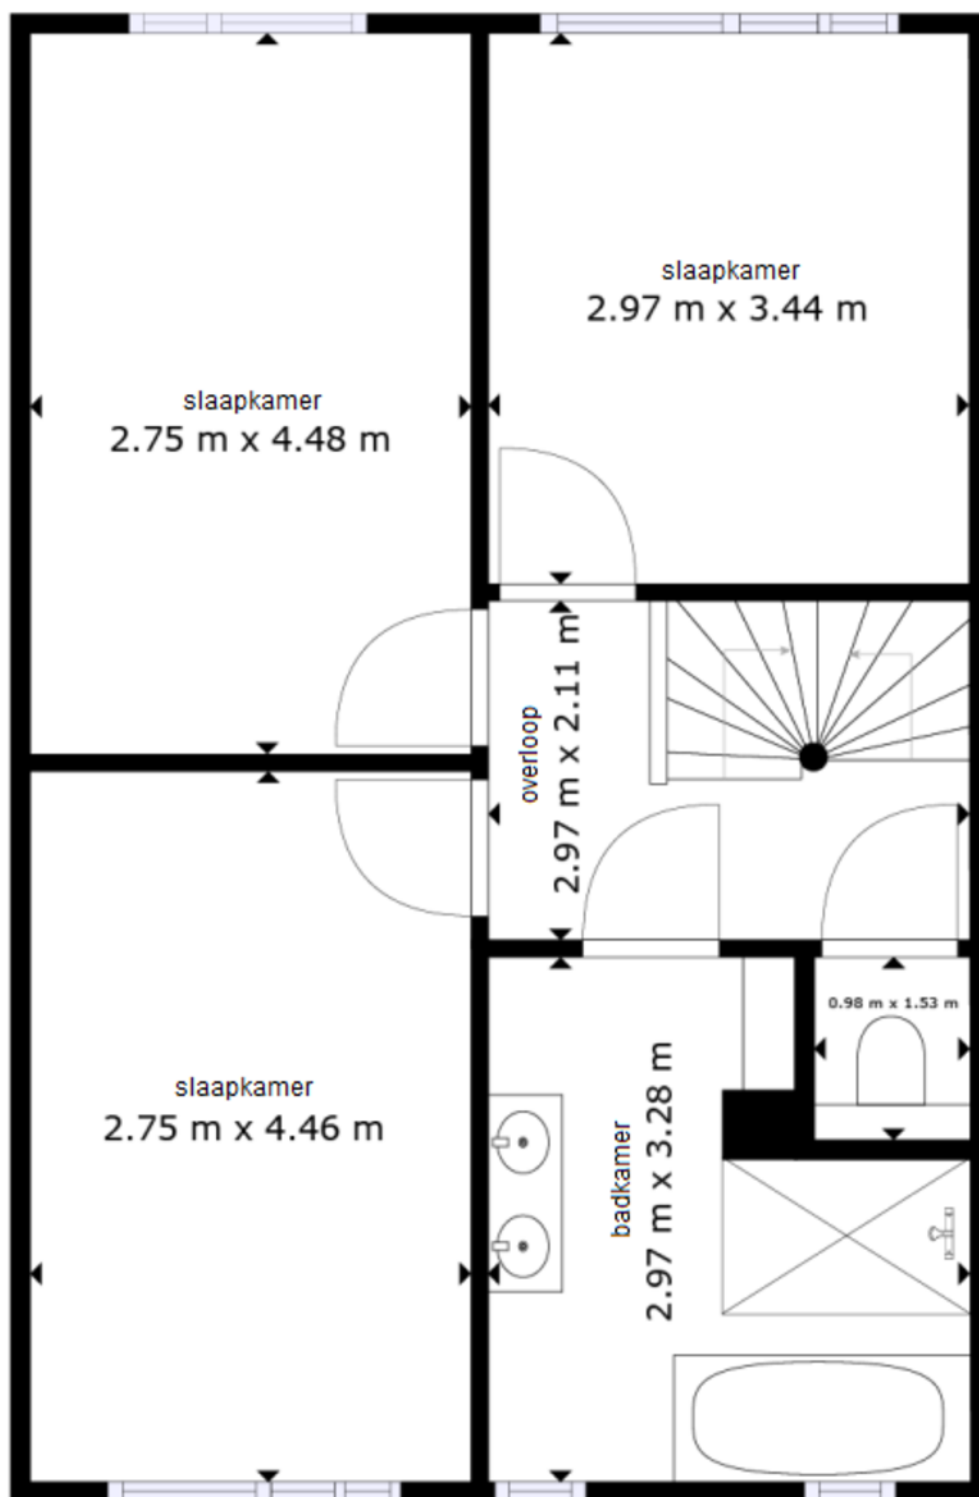 slaapkamer
2.97 m x 3.44 m
slaapkamer
2.75 m x 4.48 m
overloop
2.97 m x 2.11 m
0.98 m x 1.53 m
slaapkamer
2.75 m x 4.46 m
badkamer
2.97 m x 3.28 m